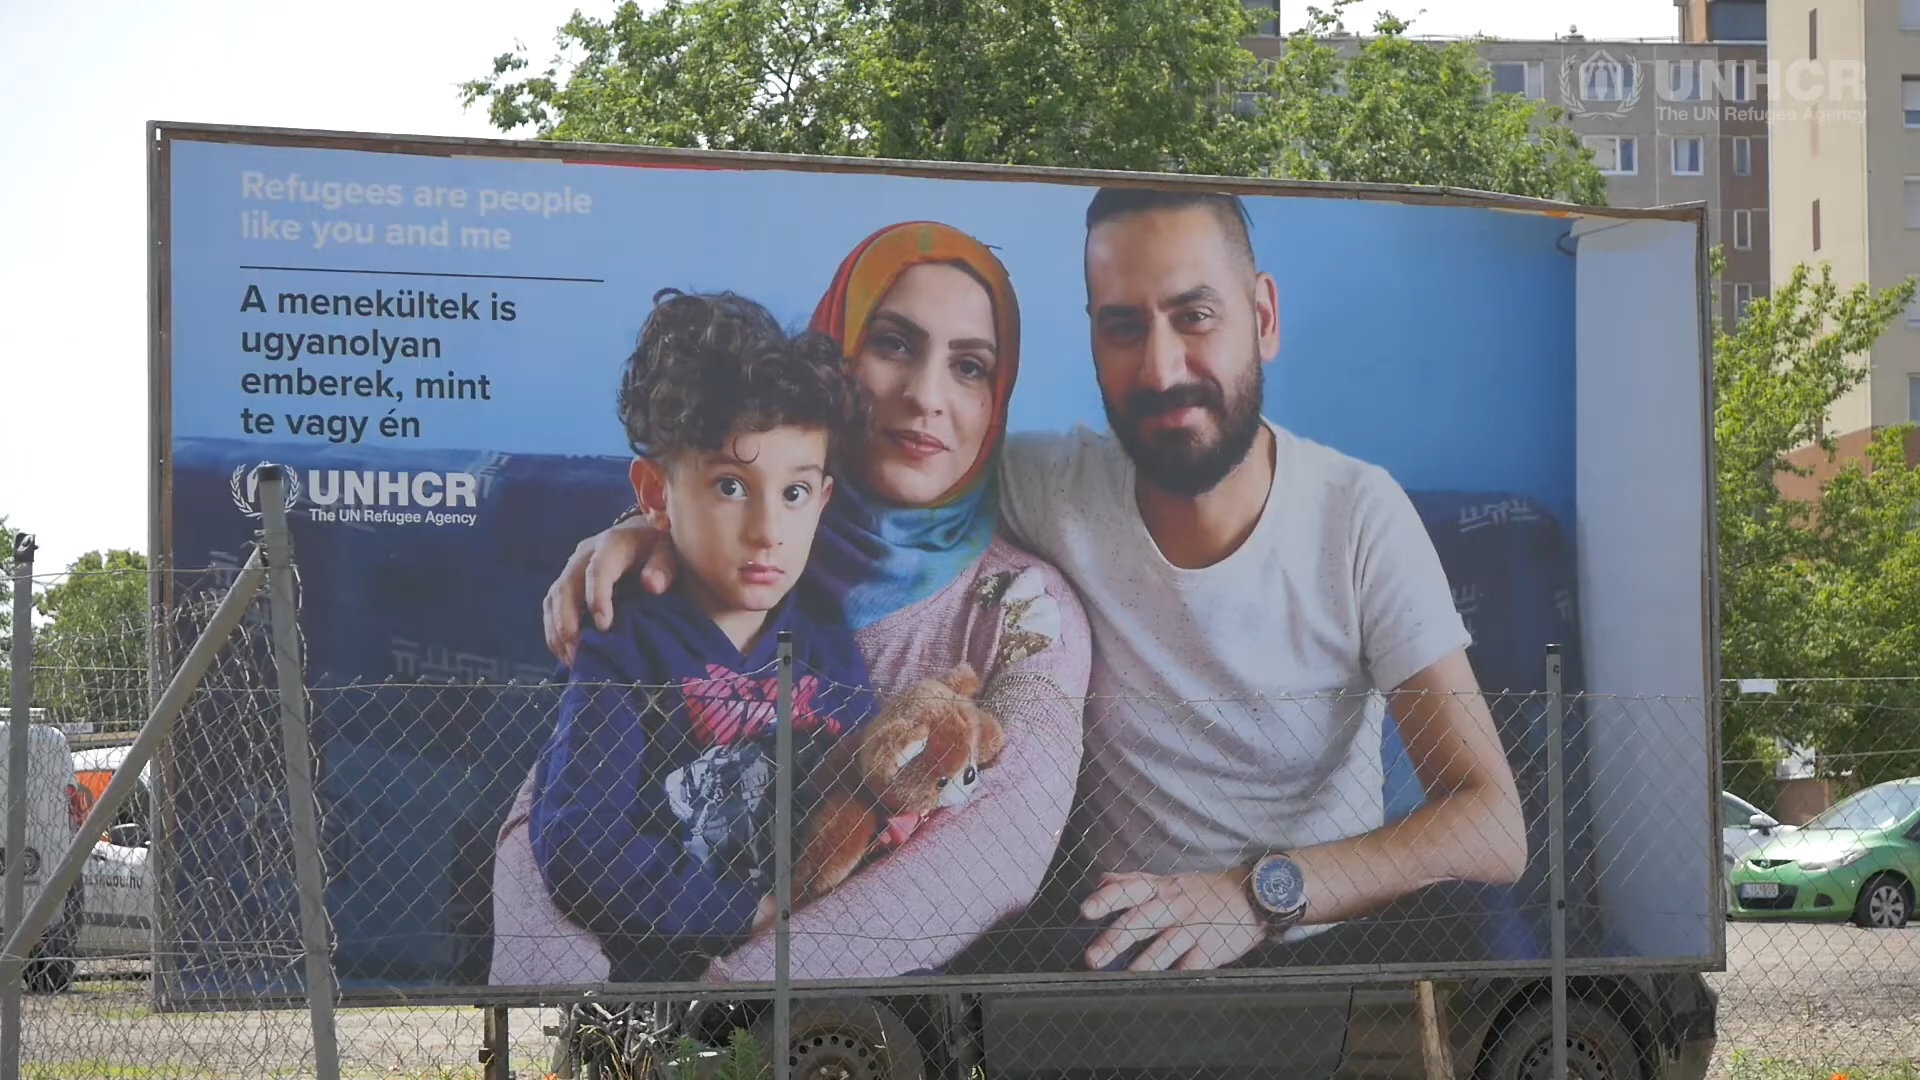 UNHCR
The UN Refugee Agency
Refugees are people
like you and me
A menekültek is
ugyanolyan
emberek, mint
te vagy én
UNHCR
The UN Refugee Agency